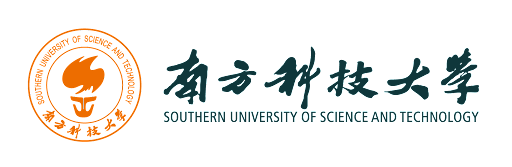 SOUTHERN UNIVERSITY OF SCIENCE AND TECHNOLOGY
南方科技大学
南方科技大学
SOUTHERN UNIVERSITY OF SCIENCE AND TECHNOLOGY